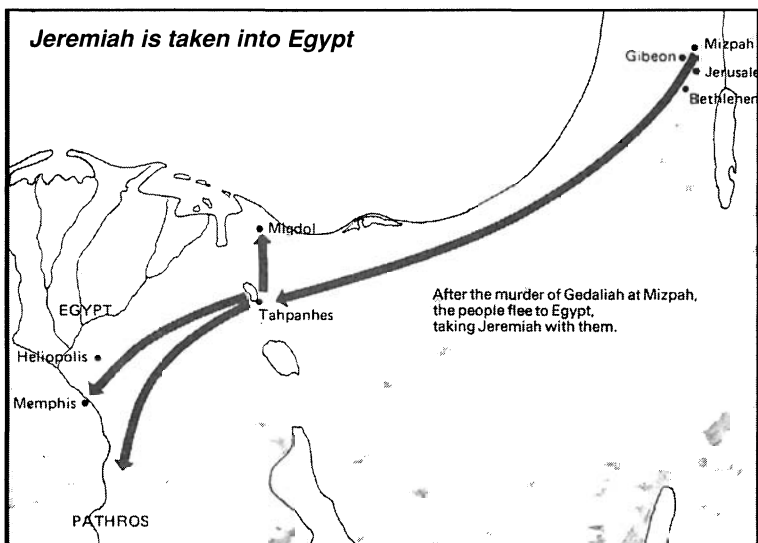 Jeremiah is taken into Egypt
Mizpah
Gibeon
Jerusale
Bethlehem
Migdol
After the murder of Gedaliah at Mizpah,
the people flee to Egypt,
taking Jeremiah with them.
EGYPT
Tahpanhes
Heliopolis
Memphis
PATHROS